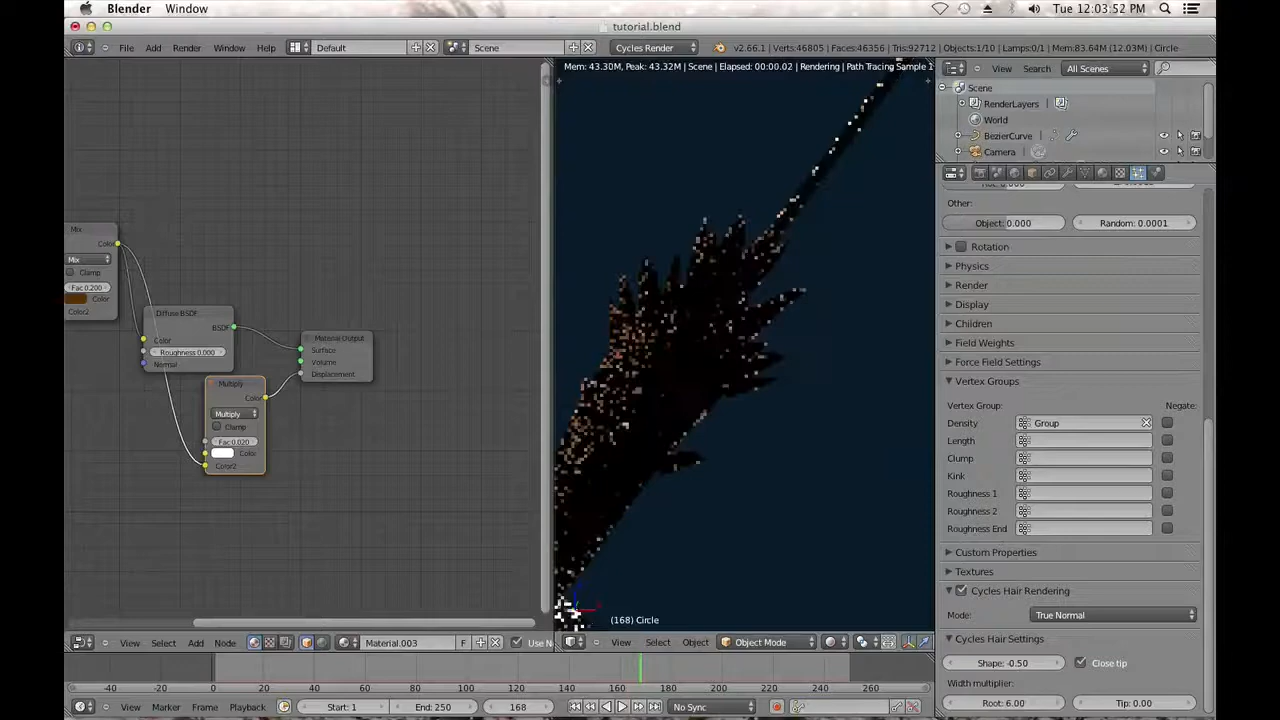 Blender Window Tue 12:03:52 PM
tutorial.blend
File Add Render Window Help Default Scene Cycles Render v2.66.1 | Verts:46805 | Faces:46356 | Tris:92712 | Objects:1/10 | Lamps:0/1 | Mem:83.64M (12.03M) | Circle
Mem: 43.30M, Peak: 43.32M | Scene | Elapsed: 00:00.02 | Rendering | Path Tracing Sample 1
View Search All Scenes
Scene
RenderLayers
World
BezierCurve
Camera
Other:
Object: 0.000 Random: 0.0001
Rotation
Physics
Render
Display
Children
Field Weights
Force Field Settings
Vertex Groups
Vertex Group: Negate:
Density Group
Length
Clump
Kink
Roughness 1
Roughness 2
Roughness End
Custom Properties
Textures
Cycles Hair Rendering
Mode: True Normal
Cycles Hair Settings
Shape: -0.50 Close tip
Width multiplier:
Root: 6.00 Tip: 0.00
Mix
Color
Mix
Clamp
Fac 0.200
Color
Color2
Diffuse BSDF
BSDF
Color
Roughness 0.000
Normal
Material Output
Surface
Volume
Displacement
Multiply
Color
Multiply
Clamp
Fac 0.020
Color
Color2
(168) Circle
View Select Add Node Material.003 F Use N
View Select Object Object Mode
-40 -20 0 20 40 60 80 100 120 140 160 180 200 220 240 260
View Marker Frame Playback Start: 1 End: 250 168 No Sync